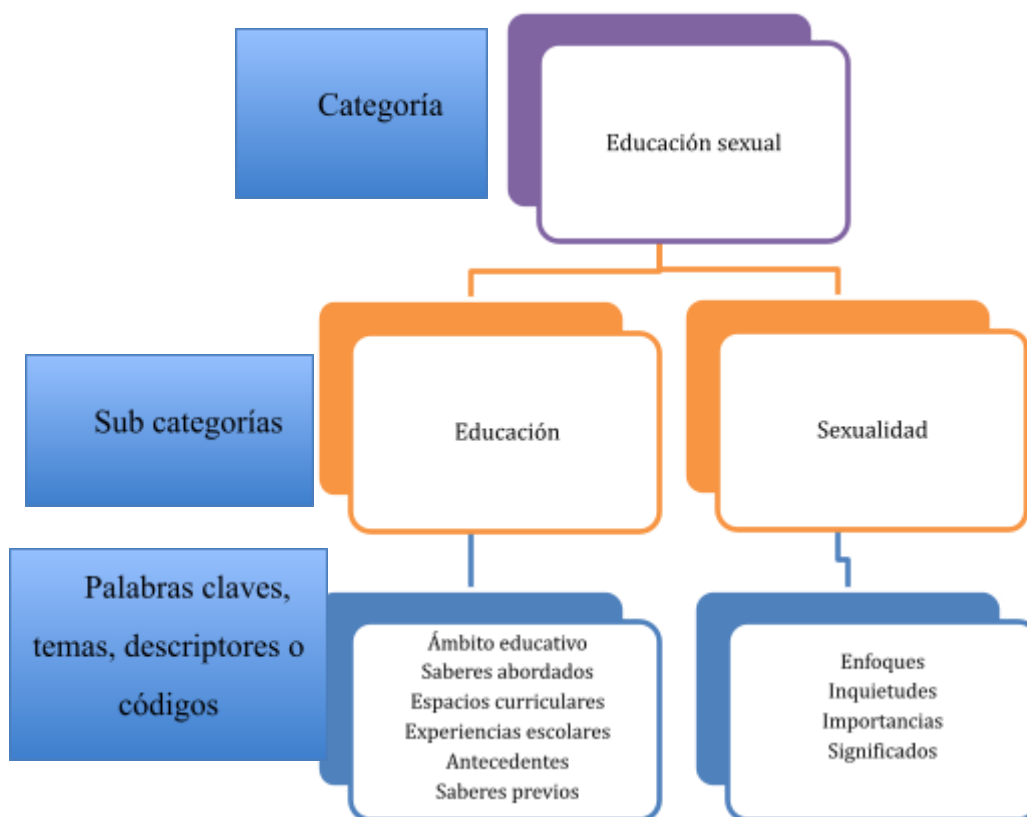 Categoría
Educación sexual
Sub categorías
Educación
Sexualidad
Palabras claves,
temas, descriptores o
códigos
Ámbito educativo
Saberes abordados
Espacios curriculares
Experiencias escolares
Antecedentes
Saberes previos
Enfoques
Inquietudes
Importancias
Significados